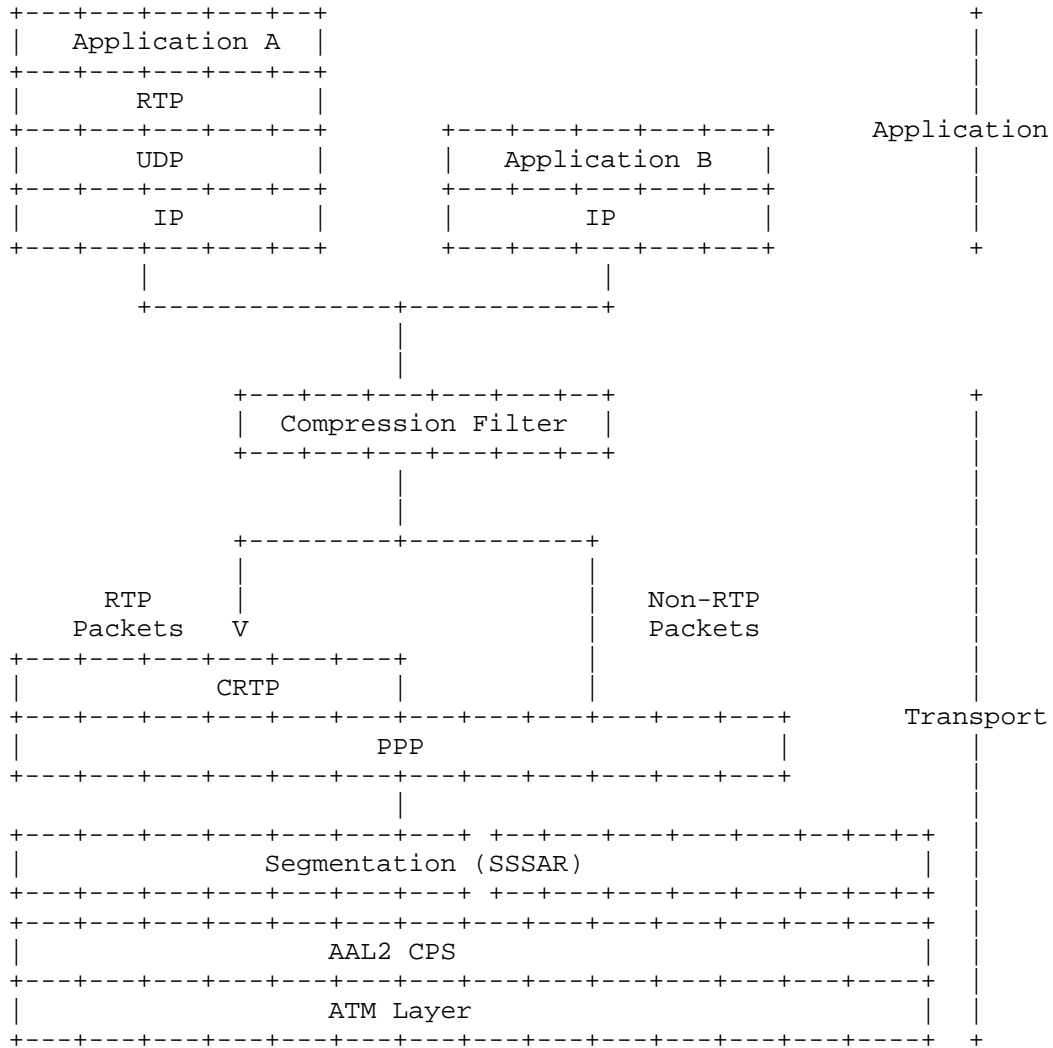 Application A
RTP
Application
UDP Application B
IP IP
Compression Filter
RTP Non-RTP
Packets V Packets
CRTP
Transport
PPP
Segmentation (SSSAR)
AAL2 CPS
ATM Layer